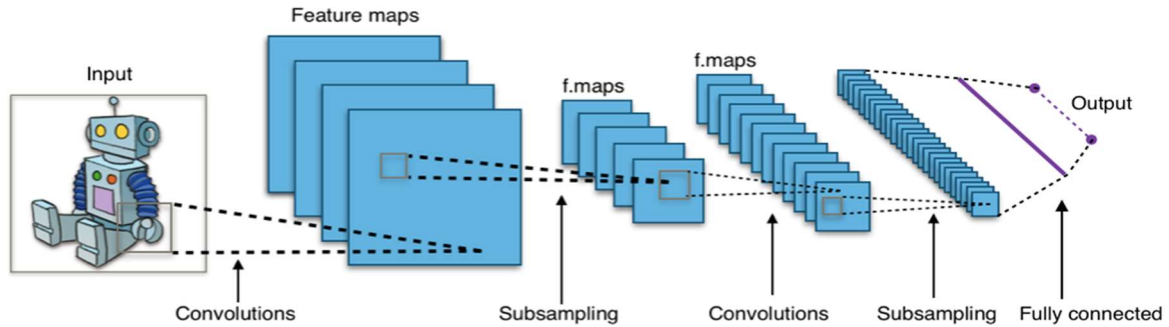 Feature maps
Input
f.maps
f.maps
Output
Convolutions
Subsampling
Convolutions
Subsampling
Fully connected